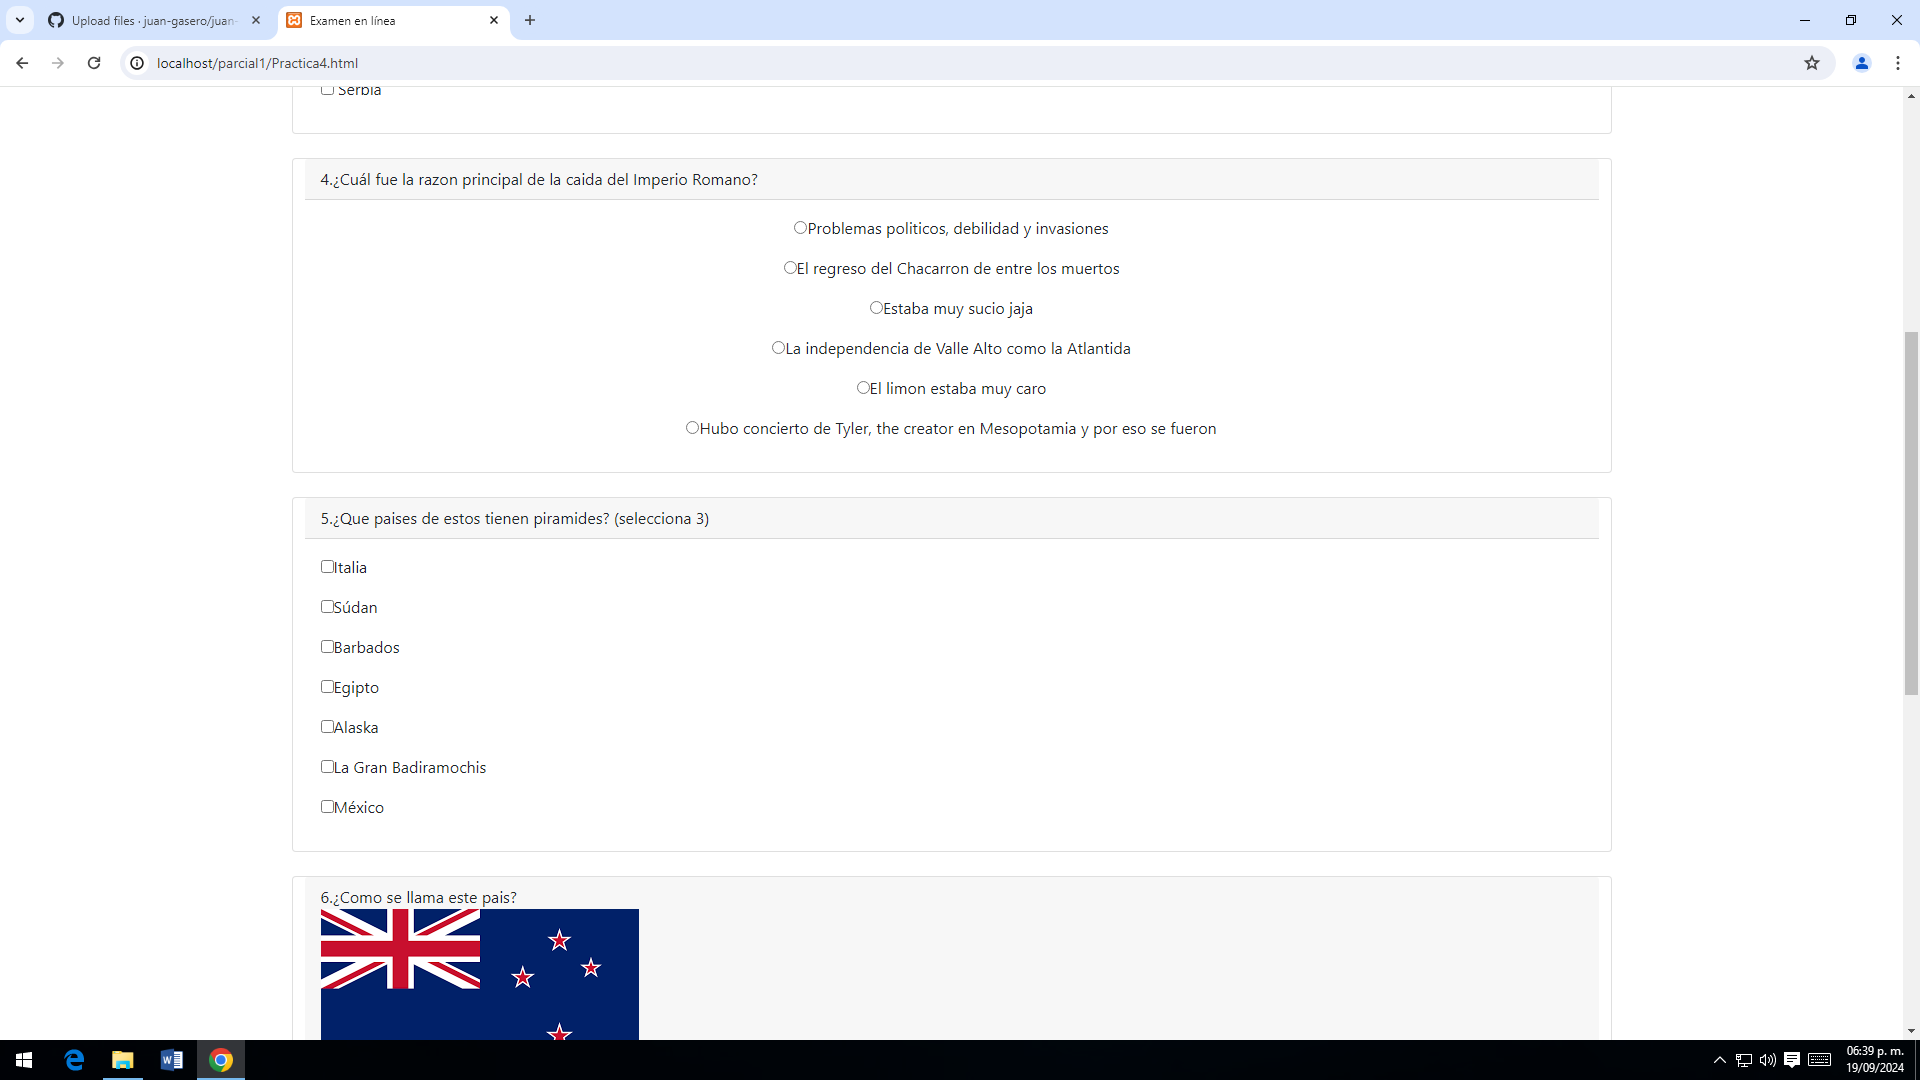 Upload files · juan-gasero/juan-
Examen en línea
localhost/parcial1/Practica4.html
Serbia
4.¿Cuál fue la razon principal de la caida del Imperio Romano?
Problemas politicos, debilidad y invasiones
El regreso del Chacarron de entre los muertos
Estaba muy sucio jaja
La independencia de Valle Alto como la Atlantida
El limon estaba muy caro
Hubo concierto de Tyler, the creator en Mesopotamia y por eso se fueron
5.¿Que paises de estos tienen piramides? (selecciona 3)
Italia
Súdan
Barbados
Egipto
Alaska
La Gran Badiramochis
México
6.¿Como se llama este pais?
06:39 p. m.
19/09/2024